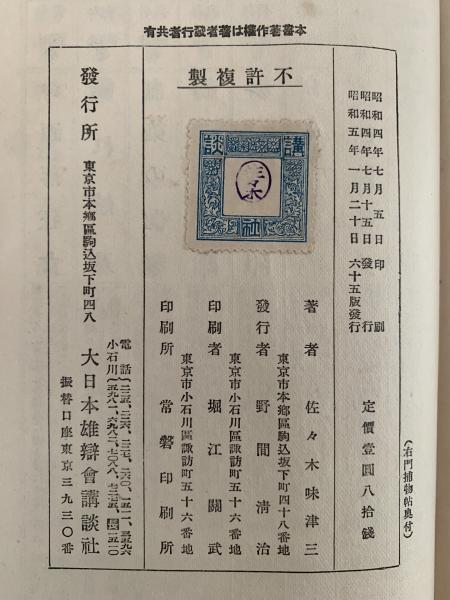 本書著作權は著者發行者共有
不許複製
昭和四年七月五日印刷
昭和四年七月十五日發行
昭和五年一月二十日六十五版發行
定價壹圓八拾錢
(右門捕物帖奥付)
講談社
著者 佐々木味津三
東京市本鄕區駒込坂下町四十八番地
發行者 野間淸治
東京市小石川區諏訪町五十六番地
印刷者 堀江關武
東京市小石川區諏訪町五十六番地
印刷所 常磐印刷所
發行所 東京市本鄕區駒込坂下町四八
大日本雄辯會講談社
電話
小石川
振替口座東京三九三〇番